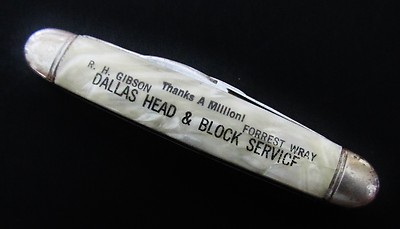 Thanks A Million!
R. H. GIBSON FORREST WRAY
DALLAS HEAD & BLOCK SERVICE